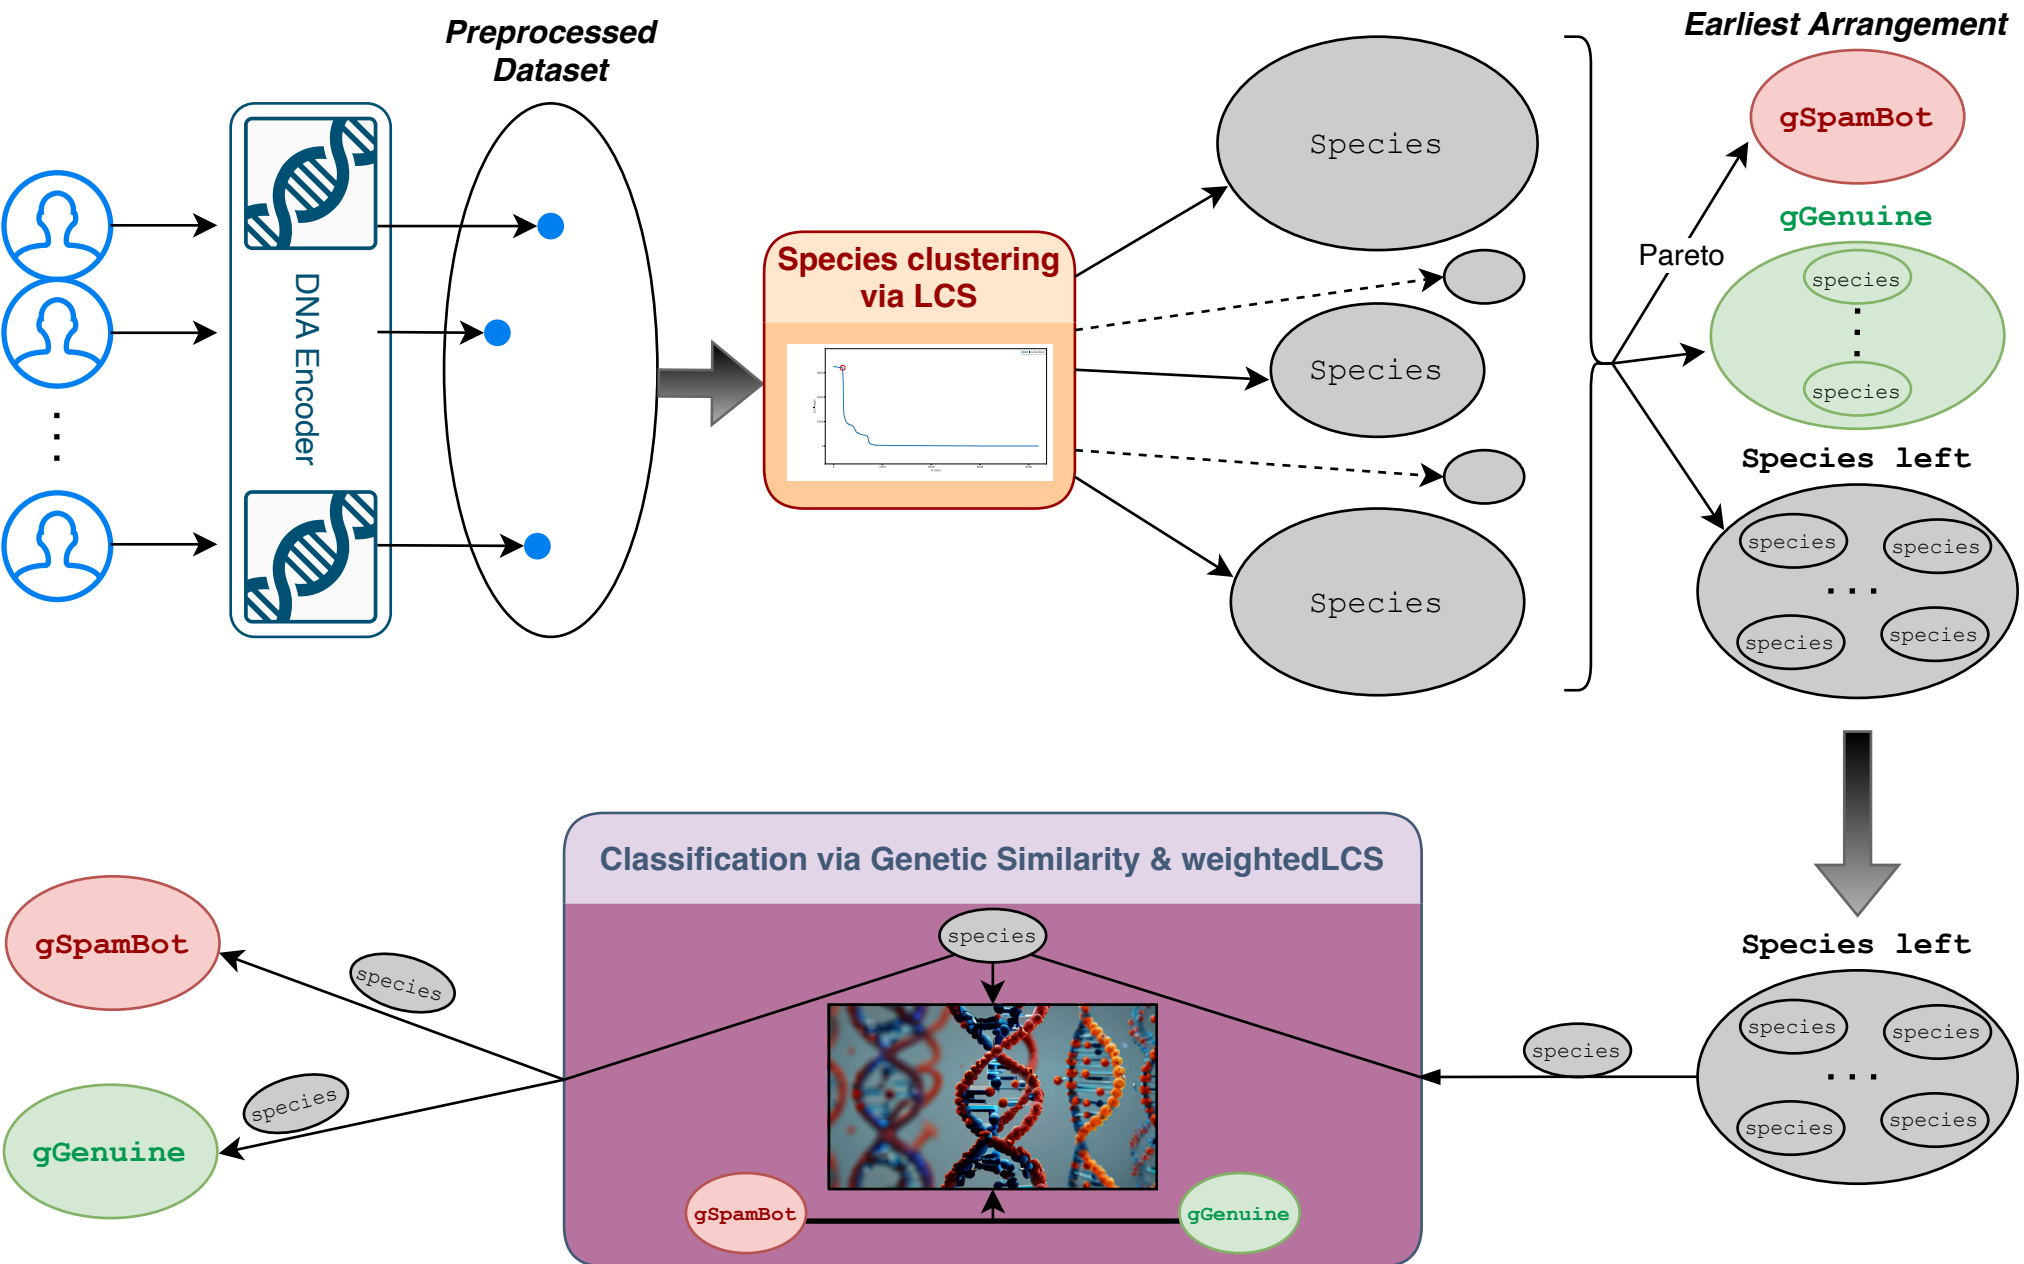 Preprocessed
Dataset
Earliest Arrangement
DNA Encoder
Species clustering
via LCS
Species
Species
Species
Pareto
gSpamBot
gGenuine
species
species
Species left
species
species
...
species
species
Classification via Genetic Similarity & weightedLCS
species
gSpamBot
gGenuine
gSpamBot
species
gGenuine
species
species
Species left
species
species
...
species
species